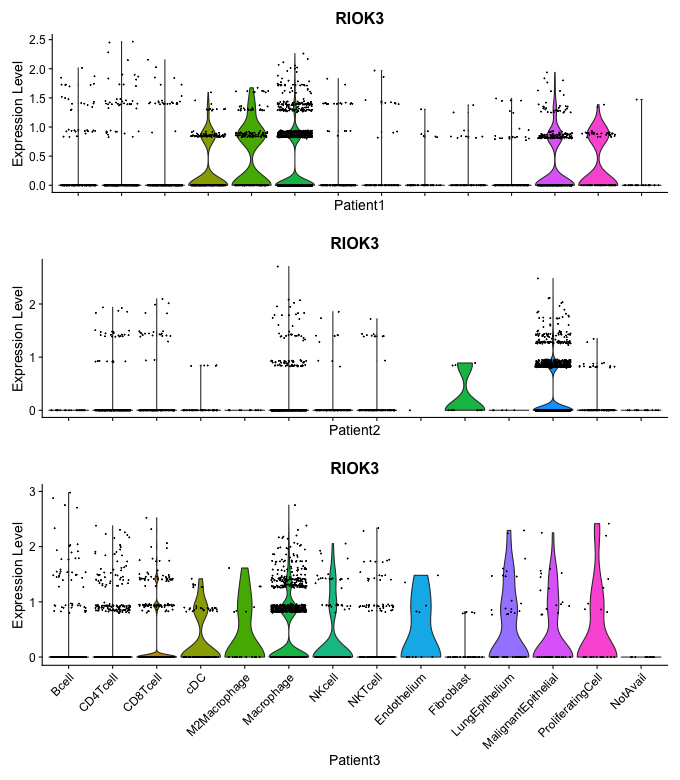 RIOK3
Expression Level
2.5
2.0
1.5
1.0
0.5
0.0
Patient1
RIOK3
Expression Level
2
1
0
Patient2
RIOK3
Expression Level
3
2
1
0
Bcell
CD4Tcell
CD8Tcell
cDC
M2Macrophage
Macrophage
NKcell
NKTcell
Endothelium
Fibroblast
LungEpithelium
MalignantEpithelial
ProliferatingCell
NotAvail
Patient3